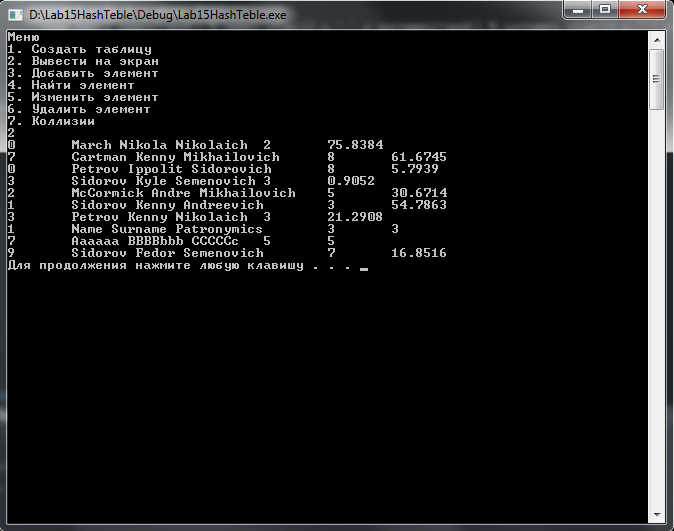 D:\Lab15HashTeble\Debug\Lab15HashTeble.exe
Меню
1. Создать таблицу
2. Вывести на экран
3. Добавить элемент
4. Найти элемент
5. Изменить элемент
6. Удалить элемент
7. Коллизии
2
0 March Nikola Nikolaich 2 75.8384
7 Cartman Kenny Mikhailovich 8 61.6745
0 Petrov Ippolit Sidorovich 8 5.7939
3 Sidorov Kyle Semenovich 3 0.9052
2 McCormick Andre Mikhailovich 5 30.6714
1 Sidorov Kenny Andreevich 3 54.7863
3 Petrov Kenny Nikolaich 3 21.2908
1 Name Surname Patronymics 3 3
7 Aaaaaa BBBBbbb CCCCCc 5 5
9 Sidorov Fedor Semenovich 7 16.8516
Для продолжения нажмите любую клавишу . . .